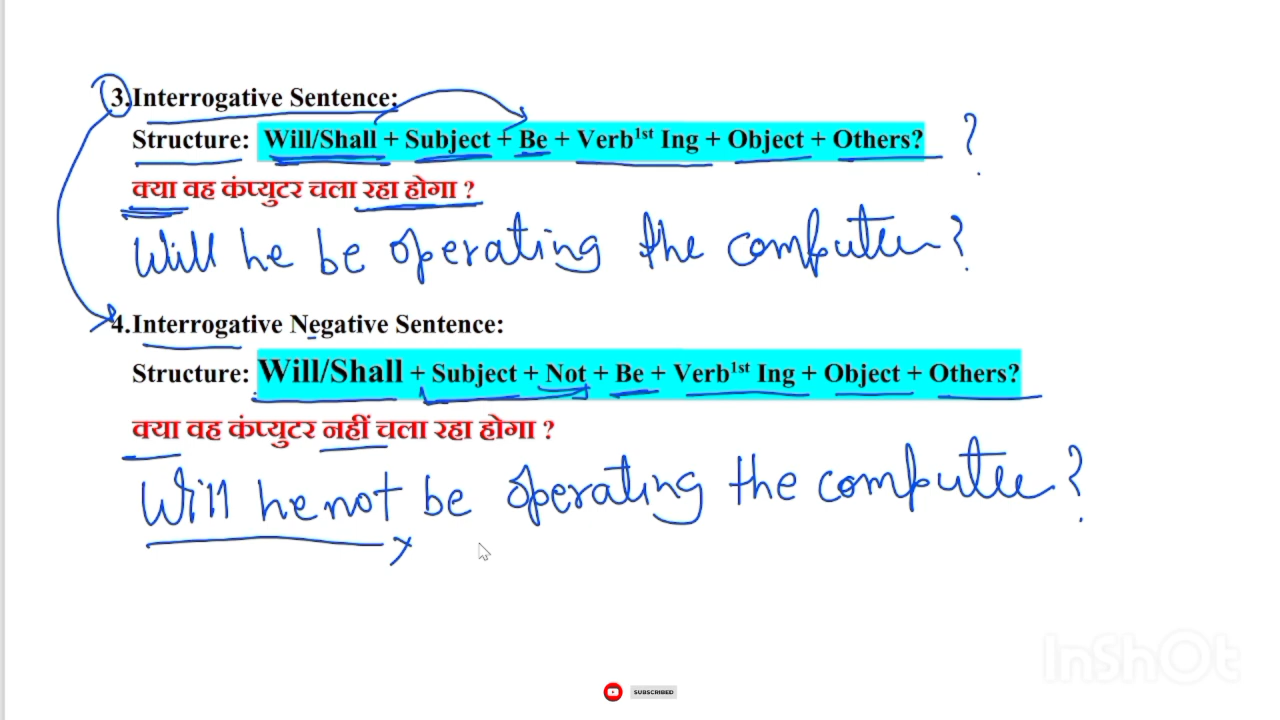 3.Interrogative Sentence:
Structure: Will/Shall + Subject + Be + Verb1st Ing + Object + Others? ?
क्या वह कंप्युटर चला रहा होगा ?
Will he be operating the computer?
4.Interrogative Negative Sentence:
Structure: Will/Shall + Subject + Not + Be + Verb1st Ing + Object + Others?
क्या वह कंप्युटर नहीं चला रहा होगा ?
Will he not be operating the computer?
InShOt
SUBSCRIBED